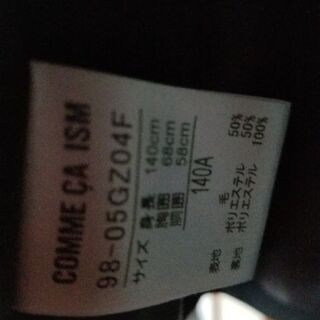 COMME ÇA ISM
98-05GZ04F
サイズ 身長 140cm
胸囲 68cm
胴囲 58cm
140A
表地 毛 50%
ポリエステル 50%
裏地 ポリエステル 100%